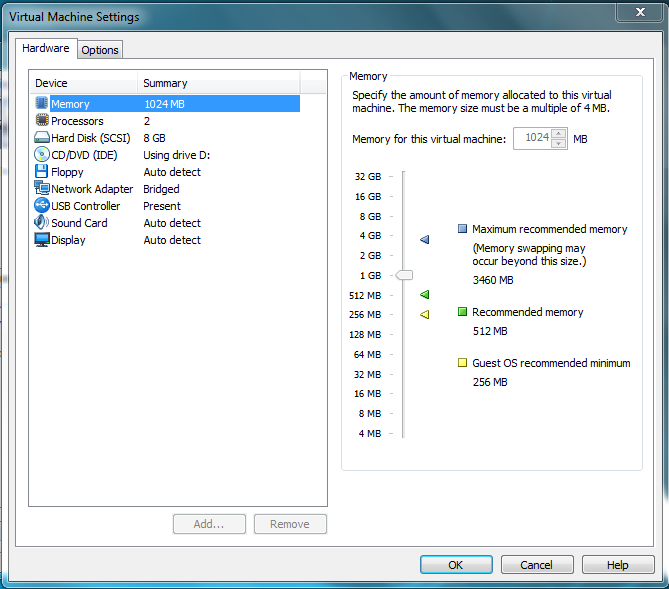 Virtual Machine Settings
Hardware
Options
Device Summary
Memory 1024 MB
Processors 2
Hard Disk (SCSI) 8 GB
CD/DVD (IDE) Using drive D:
Floppy Auto detect
Network Adapter Bridged
USB Controller Present
Sound Card Auto detect
Display Auto detect
Add...
Remove
Memory
Specify the amount of memory allocated to this virtual
machine. The memory size must be a multiple of 4 MB.
Memory for this virtual machine: 1024 MB
32 GB
16 GB
8 GB
4 GB
2 GB
1 GB
512 MB
256 MB
128 MB
64 MB
32 MB
16 MB
8 MB
4 MB
Maximum recommended memory
(Memory swapping may
occur beyond this size.)
3460 MB
Recommended memory
512 MB
Guest OS recommended minimum
256 MB
OK
Cancel
Help